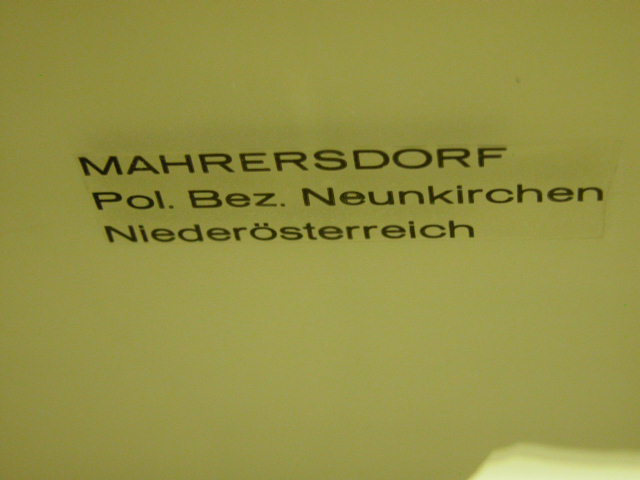 MAHRERSDORF
Pol. Bez. Neunkirchen
Niederösterreich